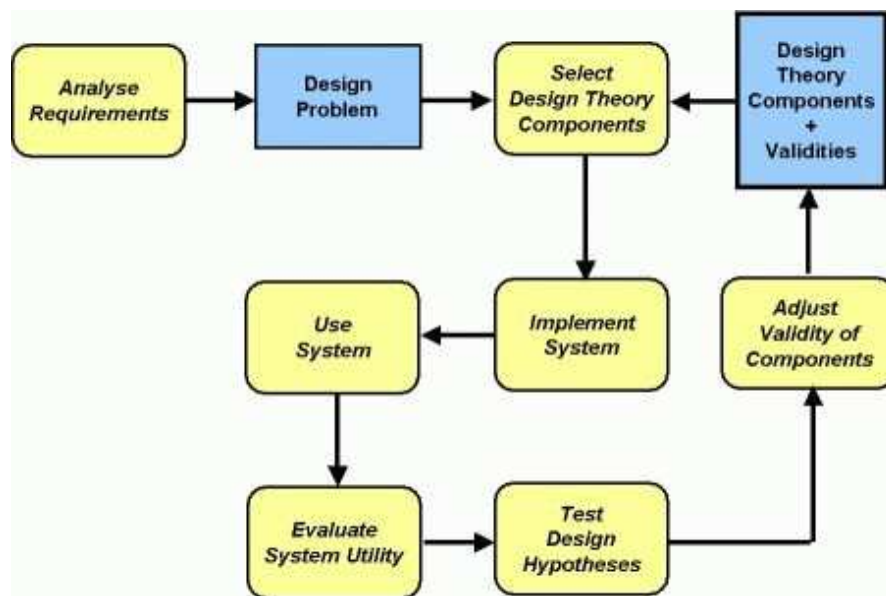 Analyse
Requirements
Design
Problem
Select
Design Theory
Components
Design
Theory
Components
+
Validities
Use
System
Implement
System
Adjust
Validity of
Components
Evaluate
System Utility
Test
Design
Hypotheses